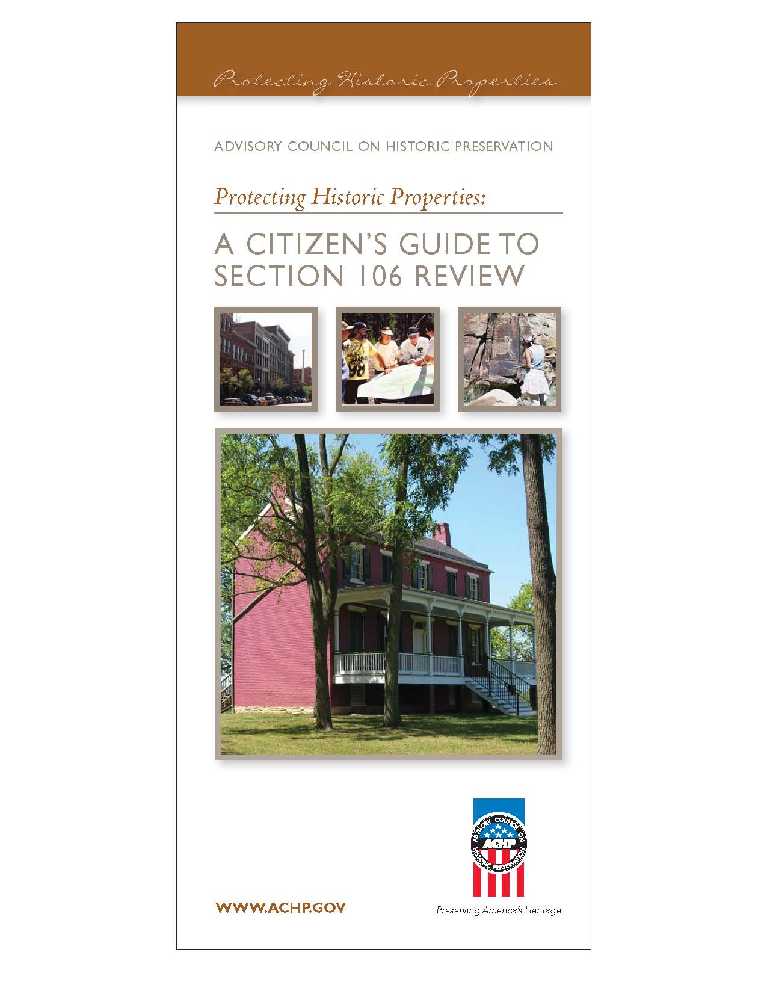 Protecting Historic Properties
ADVISORY COUNCIL ON HISTORIC PRESERVATION
Protecting Historic Properties:
A CITIZEN’S GUIDE TO
SECTION 106 REVIEW
98
ADVISORY COUNCIL ON
ACHP
HISTORIC PRESERVATION
WWW.ACHP.GOV
Preserving America’s Heritage